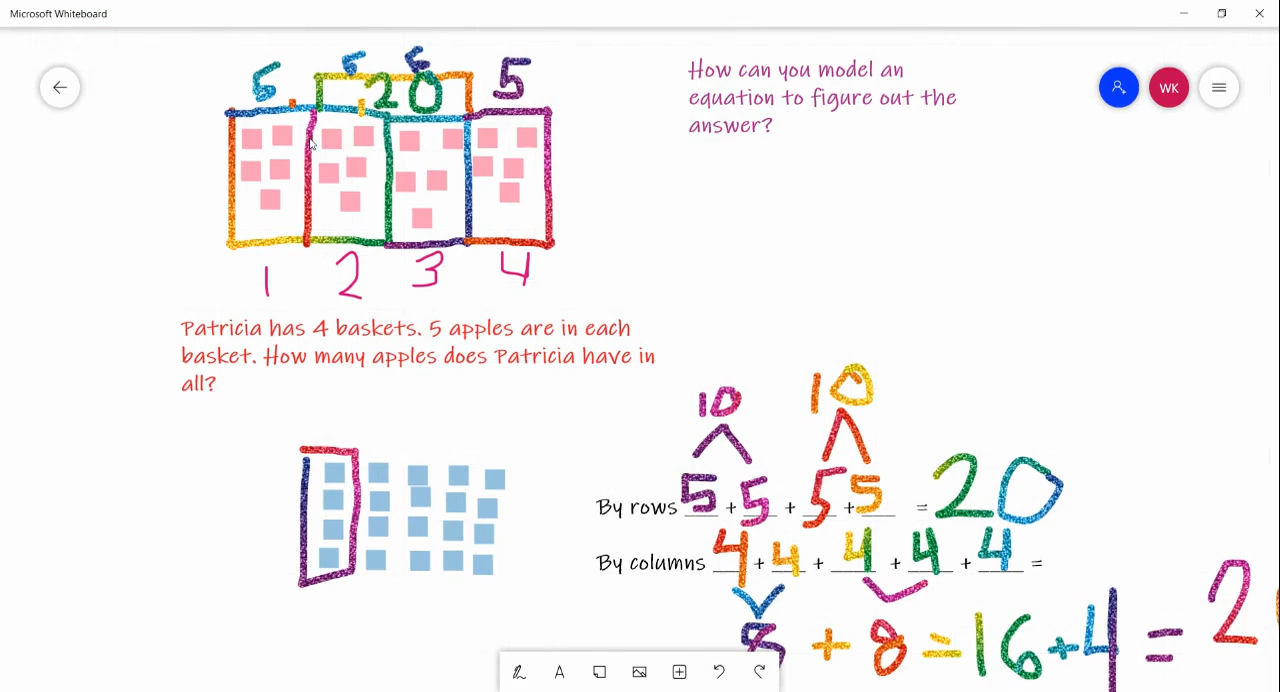 Microsoft Whiteboard
5 5 5 5
20
How can you model an
equation to figure out the
answer?
WK
1 2 3 4
Patricia has 4 baskets. 5 apples are in each
basket. How many apples does Patricia have in
all?
10 10
By rows 5 + 5 + 5 + 5 = 20
By columns 4 + 4 + 4 + 4 + 4 =
8 + 8 = 16 + 4 = 2
A